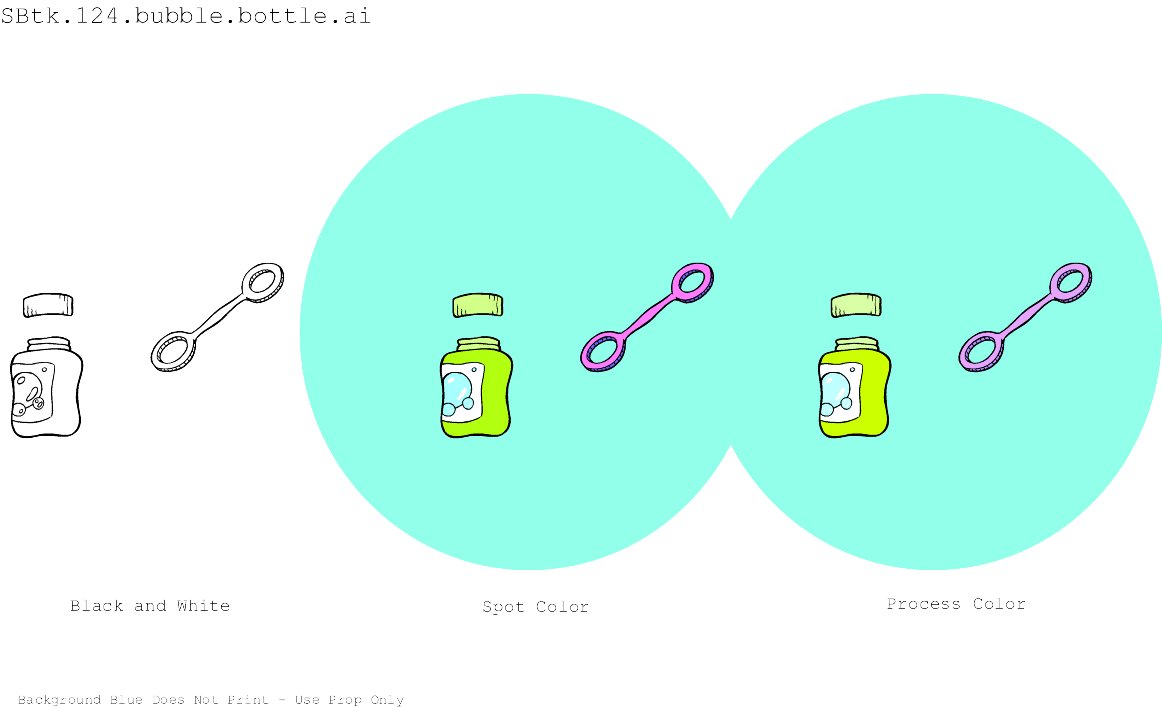 SBtk.124.bubble.bottle.ai
Black and White
Spot Color
Process Color
Background Blue Does Not Print - Use Prop Only